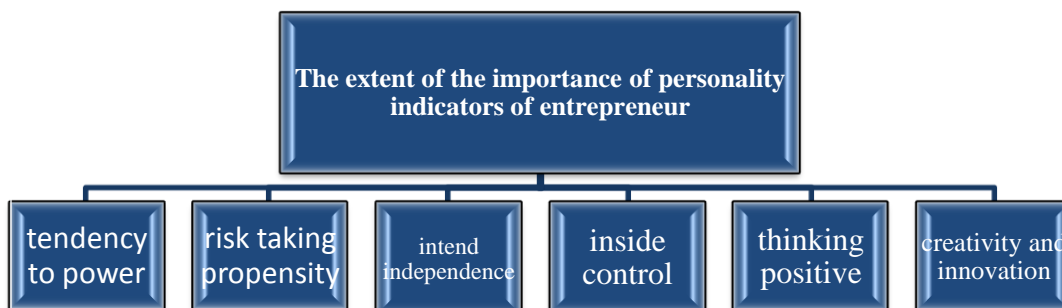 The extent of the importance of personality
indicators of entrepreneur
tendency
to power
risk taking
propensity
intend
independence
inside
control
thinking
positive
creativity and
innovation